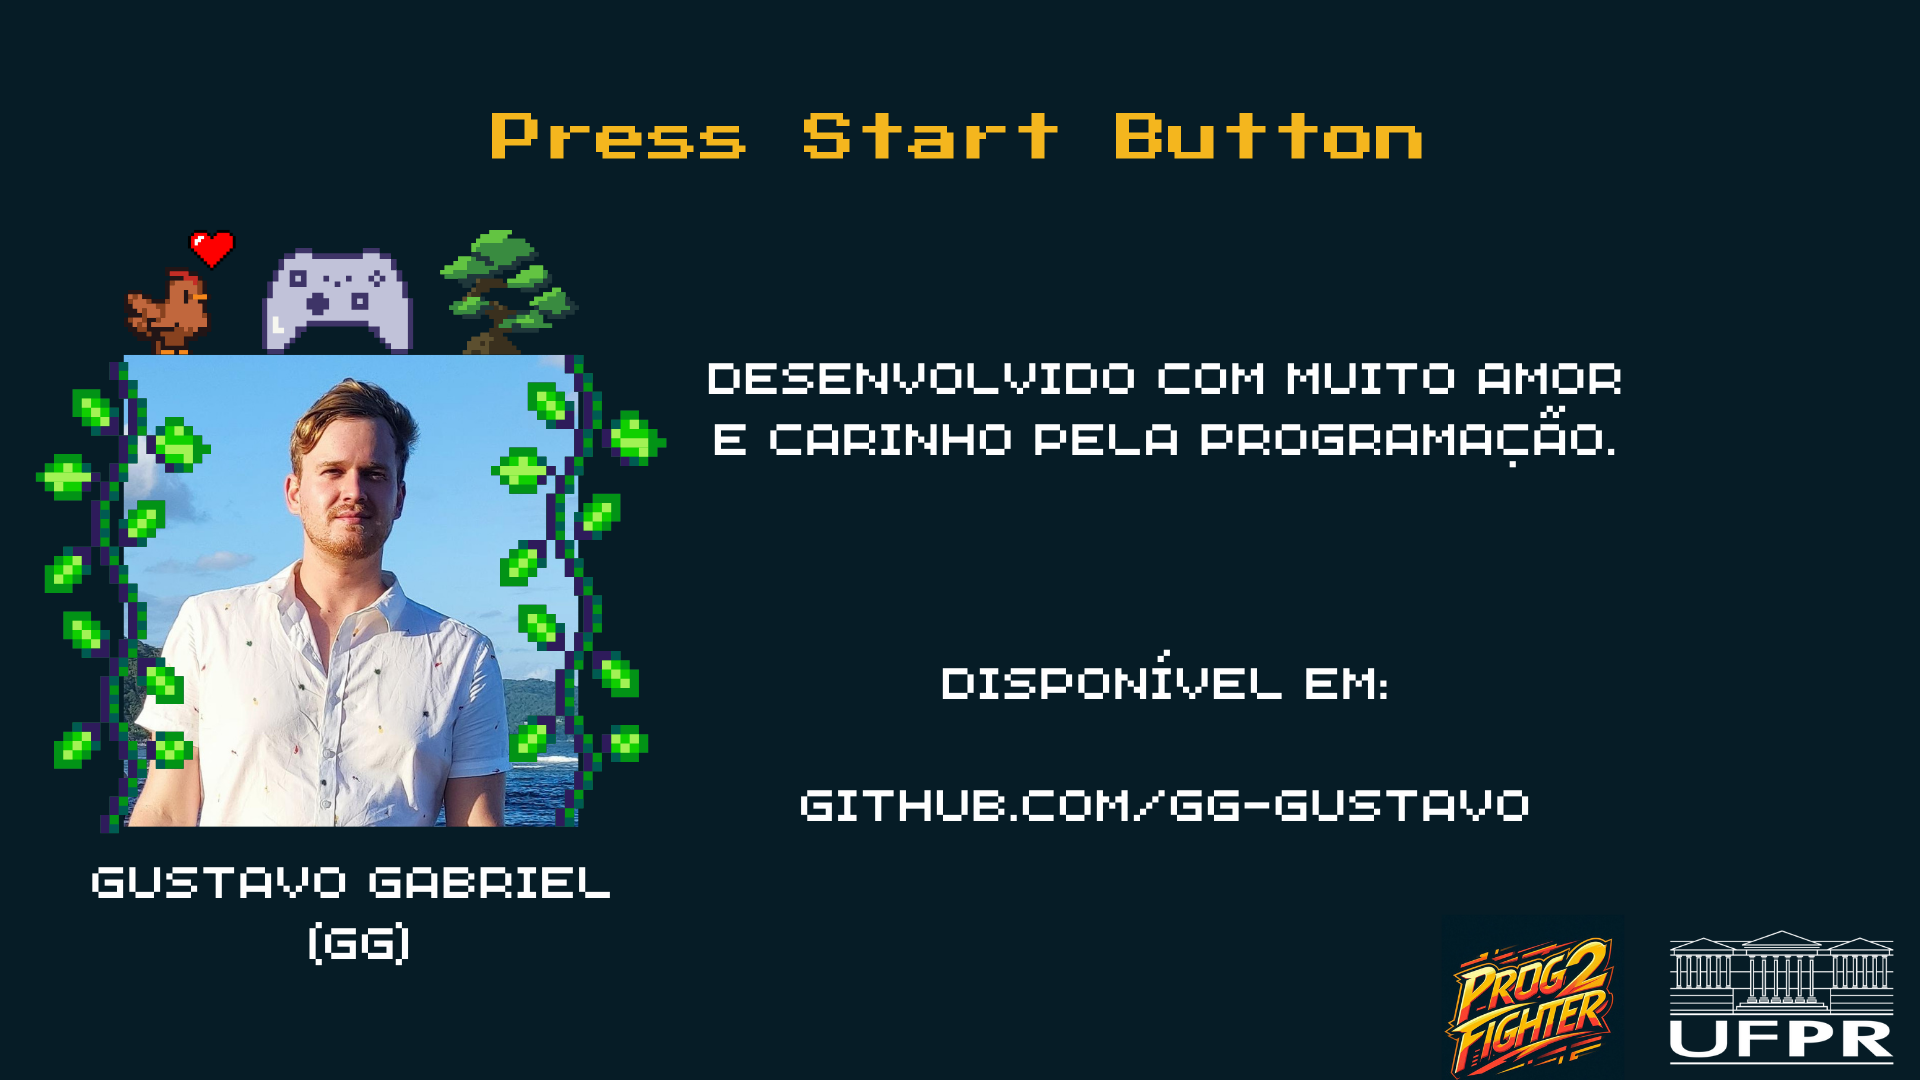 Press Start Button
DESENVOLVIDO COM MUITO AMOR
E CARINHO PELA PROGRAMAÇÃO.
DISPONÍVEL EM:
GITHUB.COM/GG-GUSTAVO
GUSTAVO GABRIEL
(GG)
PROG2
FIGHTER
UFPR